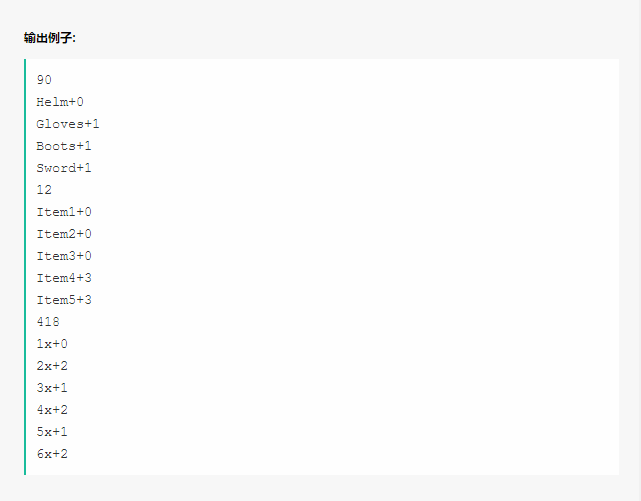 输出例子:
90
Helm+0
Gloves+1
Boots+1
Sword+1
12
Item1+0
Item2+0
Item3+0
Item4+3
Item5+3
418
1x+0
2x+2
3x+1
4x+2
5x+1
6x+2